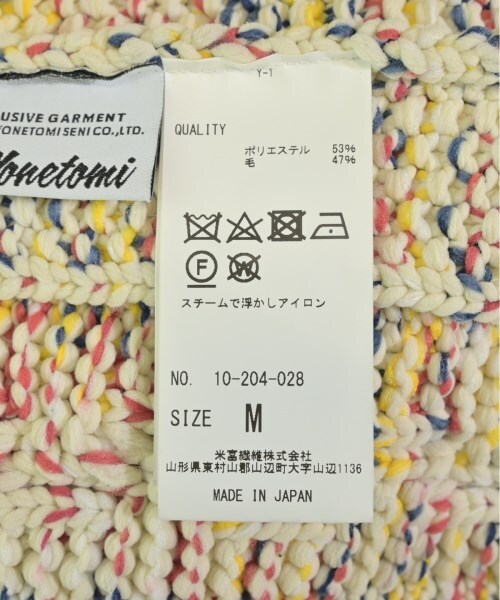 USIVE GARMENT
YONETOMI SENI CO.,LTD.
Yonetomi
Y-1
QUALITY
ポリエステル 53%
毛 47%
F
W
スチームで浮かしアイロン
NO. 10-204-028
SIZE M
米富繊維株式会社
山形県東村山郡山辺町大字山辺1136
MADE IN JAPAN